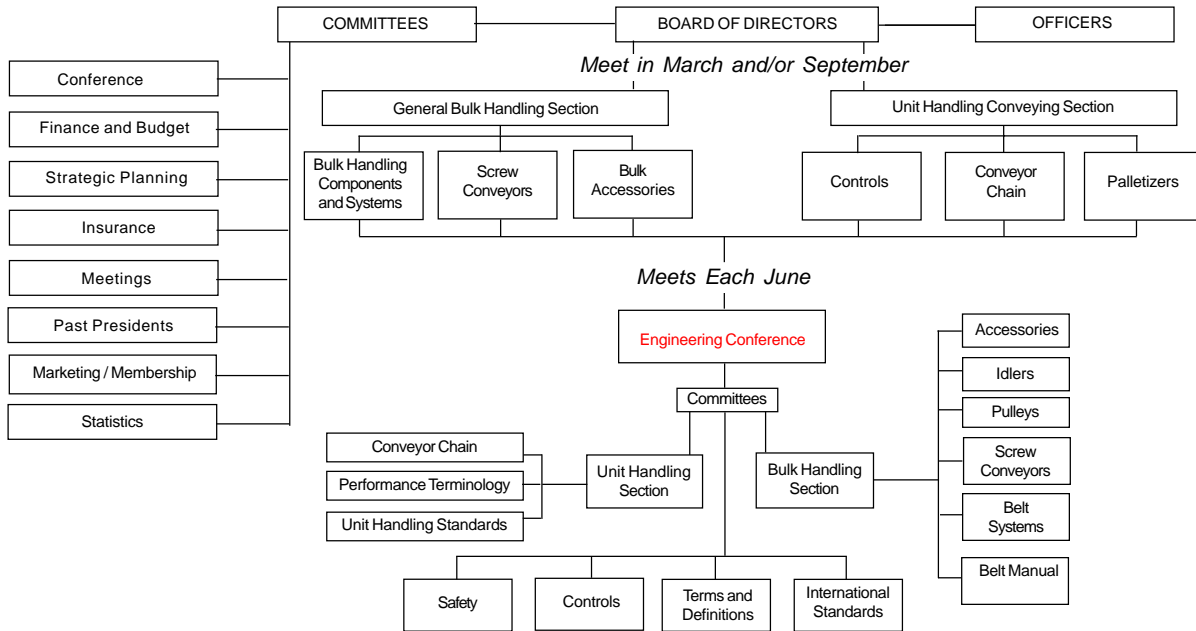 COMMITTEES
BOARD OF DIRECTORS
OFFICERS
Meet in March and/or September
Conference
Finance and Budget
Strategic Planning
Insurance
Meetings
Past Presidents
Marketing / Membership
Statistics
General Bulk Handling Section
Unit Handling Conveying Section
Bulk Handling
Components
and Systems
Screw
Conveyors
Bulk
Accessories
Controls
Conveyor
Chain
Palletizers
Meets Each June
Engineering Conference
Committees
Conveyor Chain
Performance Terminology
Unit Handling Standards
Unit Handling
Section
Bulk Handling
Section
Accessories
Idlers
Pulleys
Screw
Conveyors
Belt
Systems
Belt Manual
Safety
Controls
Terms and
Definitions
International
Standards